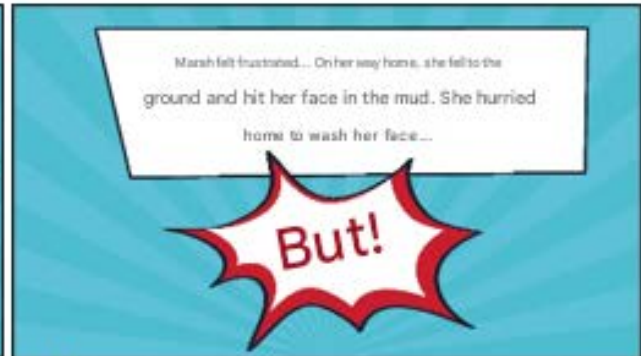 Marsh felt frustrated... On her way home, she fell to the
ground and hit her face in the mud. She hurried
home to wash her face...
But!